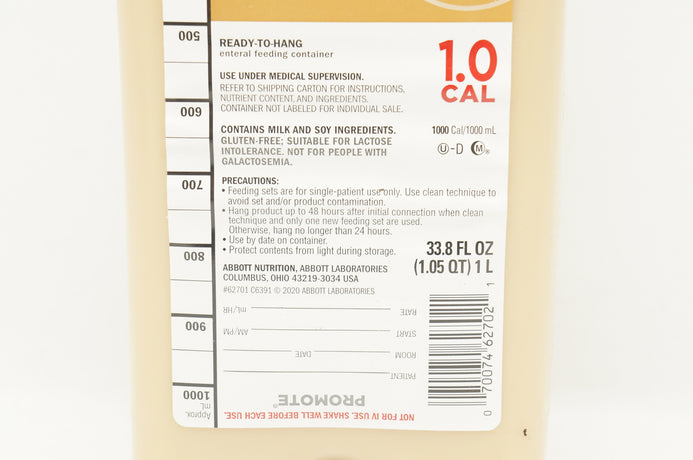 500
600
700
800
900
1000
mL
Approx.
READY-TO-HANG
enteral feeding container
1.0
CAL
USE UNDER MEDICAL SUPERVISION.
REFER TO SHIPPING CARTON FOR INSTRUCTIONS,
NUTRIENT CONTENT, AND INGREDIENTS.
CONTAINER NOT LABELED FOR INDIVIDUAL SALE.
CONTAINS MILK AND SOY INGREDIENTS.
GLUTEN-FREE; SUITABLE FOR LACTOSE
INTOLERANCE. NOT FOR PEOPLE WITH
GALACTOSEMIA.
1000 Cal/1000 mL
Ⓤ-D M®
PRECAUTIONS:
• Feeding sets are for single-patient use only. Use clean technique to
avoid set and/or product contamination.
• Hang product up to 48 hours after initial connection when clean
technique and only one new feeding set are used.
Otherwise, hang no longer than 24 hours.
• Use by date on container.
• Protect contents from light during storage.
33.8 FL OZ
(1.05 QT) 1 L
ABBOTT NUTRITION, ABBOTT LABORATORIES
COLUMBUS, OHIO 43219-3034 USA
#62701 C6391 © 2020 ABBOTT LABORATORIES
0 70074 62702 1
NOT FOR IV USE. SHAKE WELL BEFORE EACH USE.
PROMOTE®
PATIENT
ROOM DATE
START AM/PM
RATE mL/HR